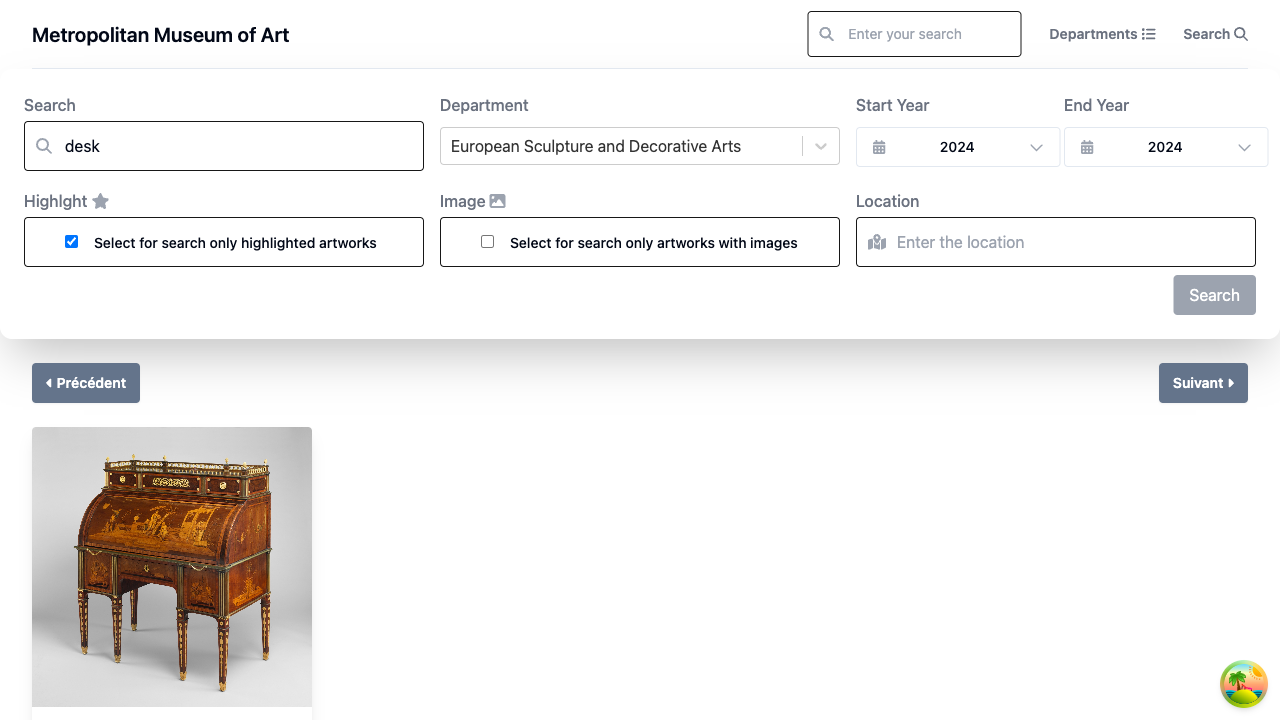 Metropolitan Museum of Art
Enter your search
Departments
Search
Search
Department
Start Year
End Year
desk
European Sculpture and Decorative Arts
2024
2024
Highlght
Image
Location
Select for search only highlighted artworks
Select for search only artworks with images
Enter the location
Search
Précédent
Suivant